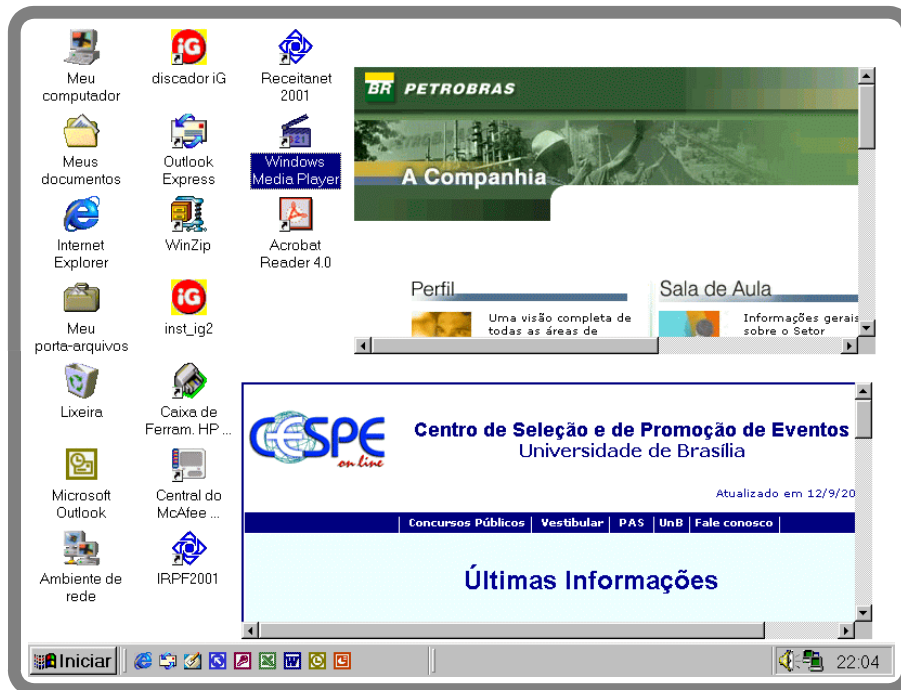 Meu
computador
discador iG
Receitanet
2001
Meus
documentos
Outlook
Express
Windows
Media Player
Internet
Explorer
WinZip
Acrobat
Reader 4.0
Meu
porta-arquivos
inst_ig2
Lixeira
Caixa de
Ferram. HP ...
Microsoft
Outlook
Central do
McAfee ...
Ambiente de
rede
IRPF2001
BR PETROBRAS
A Companhia
Perfil
Uma visão completa de
todas as áreas de
Sala de Aula
Informações gerais
sobre o Setor
CESPE
on line
Centro de Seleção e de Promoção de Eventos
Universidade de Brasília
Atualizado em 12/9/20
Concursos Públicos | Vestibular | PAS | UnB | Fale conosco |
Últimas Informações
Iniciar
22:04